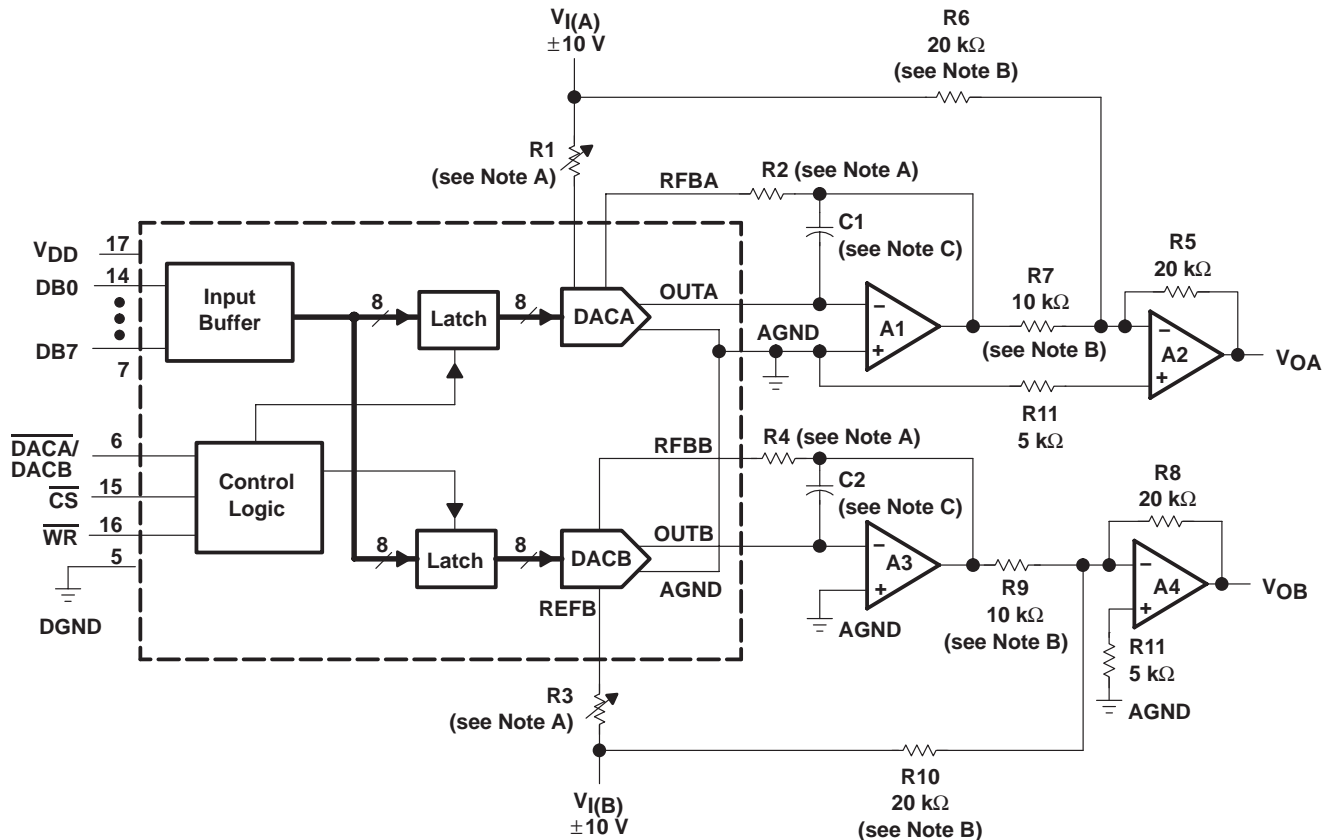 VI(A)
±10 V
R6
20 kΩ
(see Note B)
R1
(see Note A)
RFBA
R2 (see Note A)
C1
(see Note C)
R5
20 kΩ
VDD
17
DB0
14
DB7
7
Input
Buffer
8
Latch
8
DACA
OUTA
AGND
−
A1
+
R7
10 kΩ
(see Note B)
−
A2
+
VOA
R11
5 kΩ
DACA/
DACB
6
CS
15
WR
16
5
DGND
Control
Logic
8
Latch
8
DACB
RFBB
R4 (see Note A)
C2
(see Note C)
OUTB
AGND
REFB
−
A3
+
AGND
R9
10 kΩ
(see Note B)
R8
20 kΩ
−
A4
+
VOB
R11
5 kΩ
AGND
R3
(see Note A)
R10
20 kΩ
(see Note B)
VI(B)
±10 V